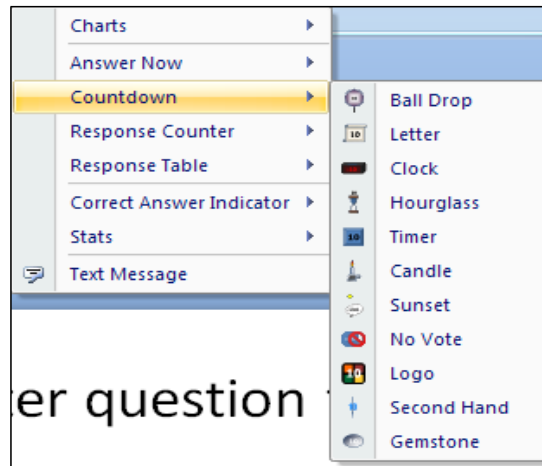 Charts
Answer Now
Countdown
Response Counter
Response Table
Correct Answer Indicator
Stats
Text Message
Ball Drop
Letter
Clock
Hourglass
Timer
Candle
Sunset
No Vote
Logo
Second Hand
Gemstone
ter question